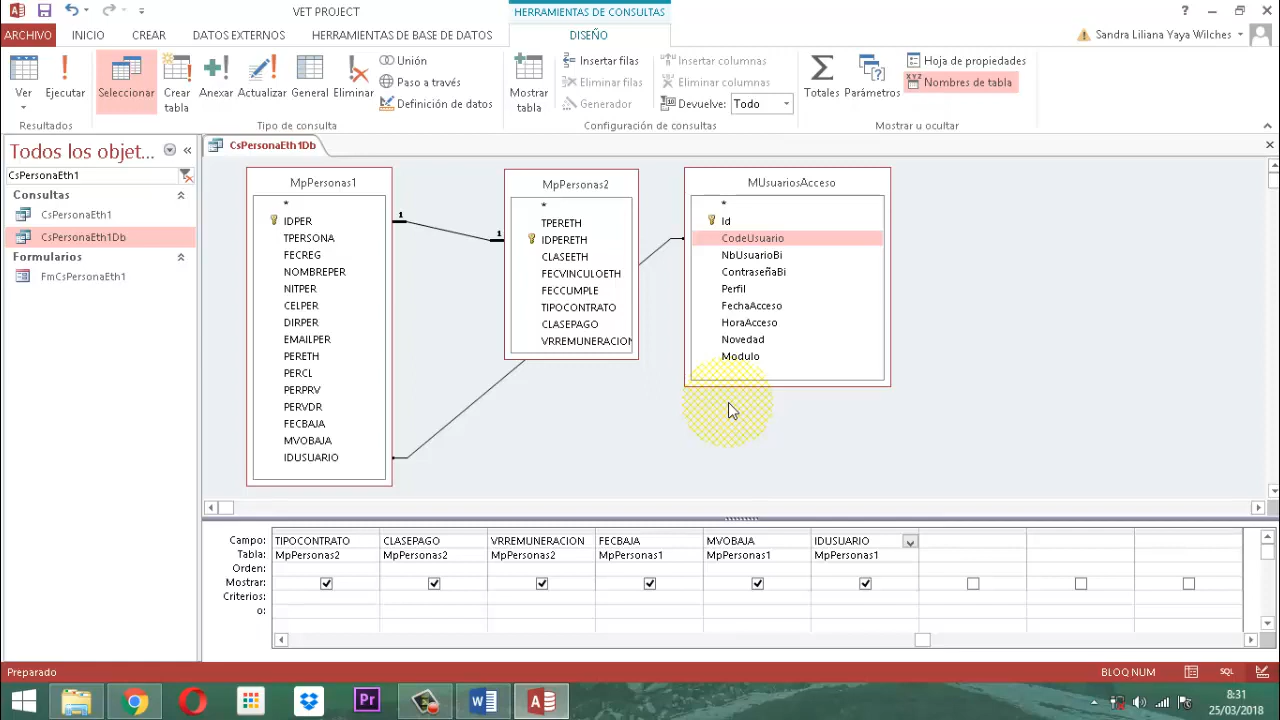 VET PROJECT
HERRAMIENTAS DE CONSULTAS
?
ARCHIVO
INICIO
CREAR
DATOS EXTERNOS
HERRAMIENTAS DE BASE DE DATOS
DISEÑO
Sandra Liliana Yaya Wilches
Ver
Ejecutar
Seleccionar
Crear tabla
Anexar
Actualizar
General
Eliminar
Unión
Paso a través
Definición de datos
Mostrar tabla
Insertar filas
Eliminar filas
Generador
Insertar columnas
Eliminar columnas
Devuelve: Todo
Totales
Parámetros
Hoja de propiedades
Nombres de tabla
Resultados
Tipo de consulta
Configuración de consultas
Mostrar u ocultar
Todos los objet...
CsPersonaEth1
Consultas
CsPersonaEth1
CsPersonaEth1Db
Formularios
FmCsPersonaEth1
CsPersonaEth1Db
MpPersonas1
*
IDPER
TPERSONA
FECREG
NOMBREPER
NITPER
CELPER
DIRPER
EMAILPER
PERETH
PERCL
PERPRV
PERVDR
FECBAJA
MVOBAJA
IDUSUARIO
1
1
MpPersonas2
*
TPERETH
IDPERETH
CLASEETH
FECVINCULOETH
FECCUMPLE
TIPOCONTRATO
CLASEPAGO
VRREMUNERACION
MUsuariosAcceso
*
Id
CodeUsuario
NbUsuarioBi
ContraseñaBi
Perfil
FechaAcceso
HoraAcceso
Novedad
Modulo
Campo: TIPOCONTRATO CLASEPAGO VRREMUNERACION FECBAJA MVOBAJA IDUSUARIO
Tabla: MpPersonas2 MpPersonas2 MpPersonas2 MpPersonas1 MpPersonas1 MpPersonas1
Orden:
Mostrar:
Criterios:
o:
Preparado
BLOQ NUM
SQL
Pr
8:31
25/03/2018